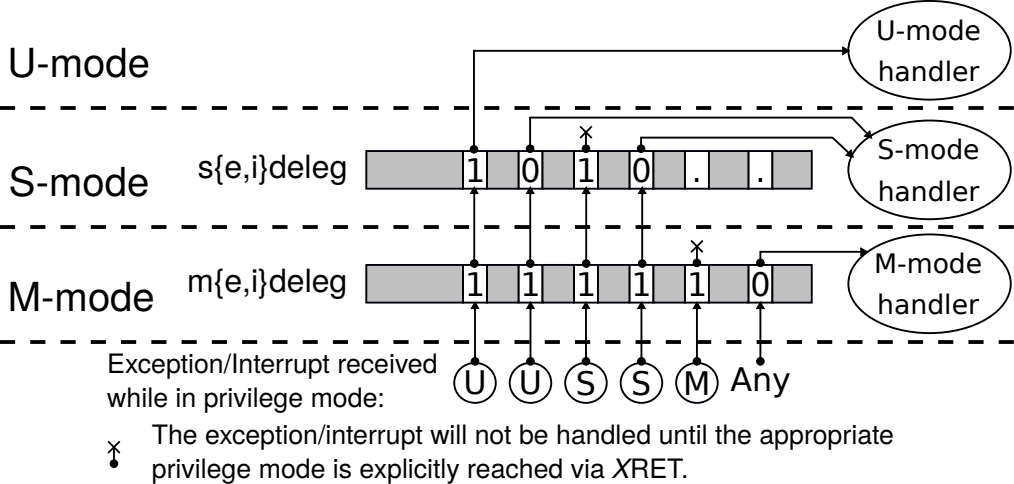 U-mode
U-mode
handler
S-mode
s{e,i}deleg
1 0 1 0 . .
S-mode
handler
M-mode
m{e,i}deleg
1 1 1 1 1 0
M-mode
handler
Exception/Interrupt received
while in privilege mode:
U U S S M Any
The exception/interrupt will not be handled until the appropriate
privilege mode is explicitly reached via XRET.